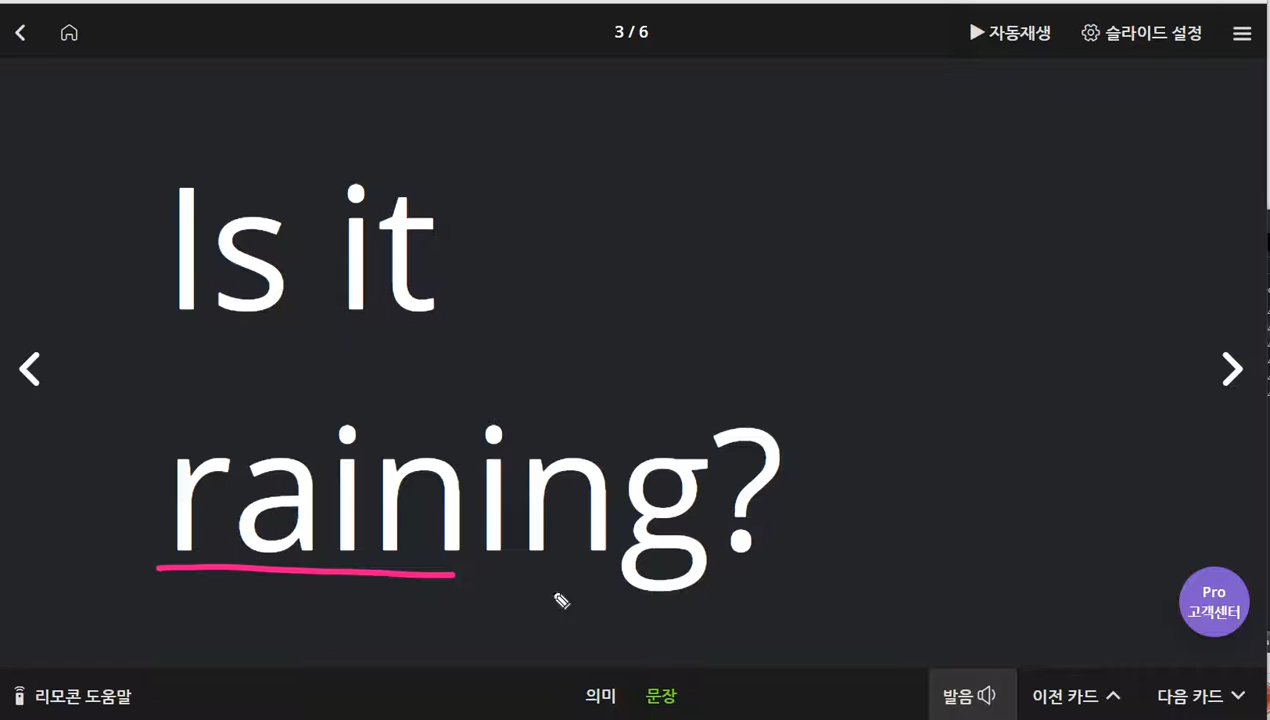 3 / 6
자동재생
슬라이드 설정
Is it
raining?
Pro
고객센터
리모콘 도움말
의미
문장
발음
이전 카드
다음 카드